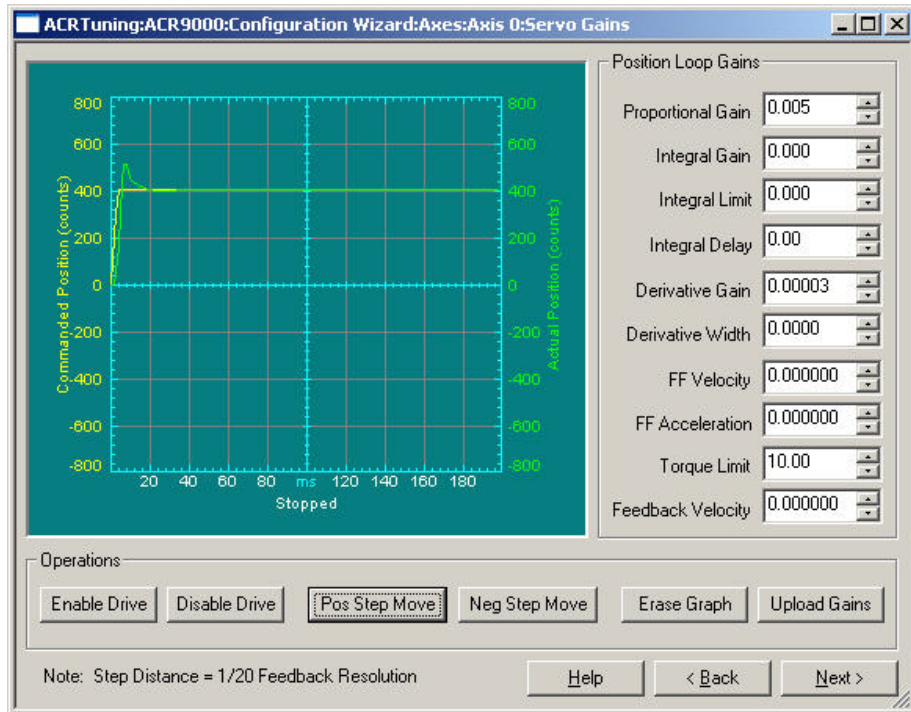 ACRTuning:ACR9000:Configuration Wizard:Axes:Axis 0:Servo Gains
800
600
400
200
0
-200
-400
-600
-800
Commanded Position (counts)
800
600
400
200
0
-200
-400
-600
-800
Actual Position (counts)
20 40 60 80 ms 120 140 160 180
Stopped
Position Loop Gains
Proportional Gain 0.005
Integral Gain 0.000
Integral Limit 0.000
Integral Delay 0.00
Derivative Gain 0.00003
Derivative Width 0.0000
FF Velocity 0.000000
FF Acceleration 0.000000
Torque Limit 10.00
Feedback Velocity 0.000000
Operations
Enable Drive Disable Drive Pos Step Move Neg Step Move Erase Graph Upload Gains
Note: Step Distance = 1/20 Feedback Resolution
Help < Back Next >